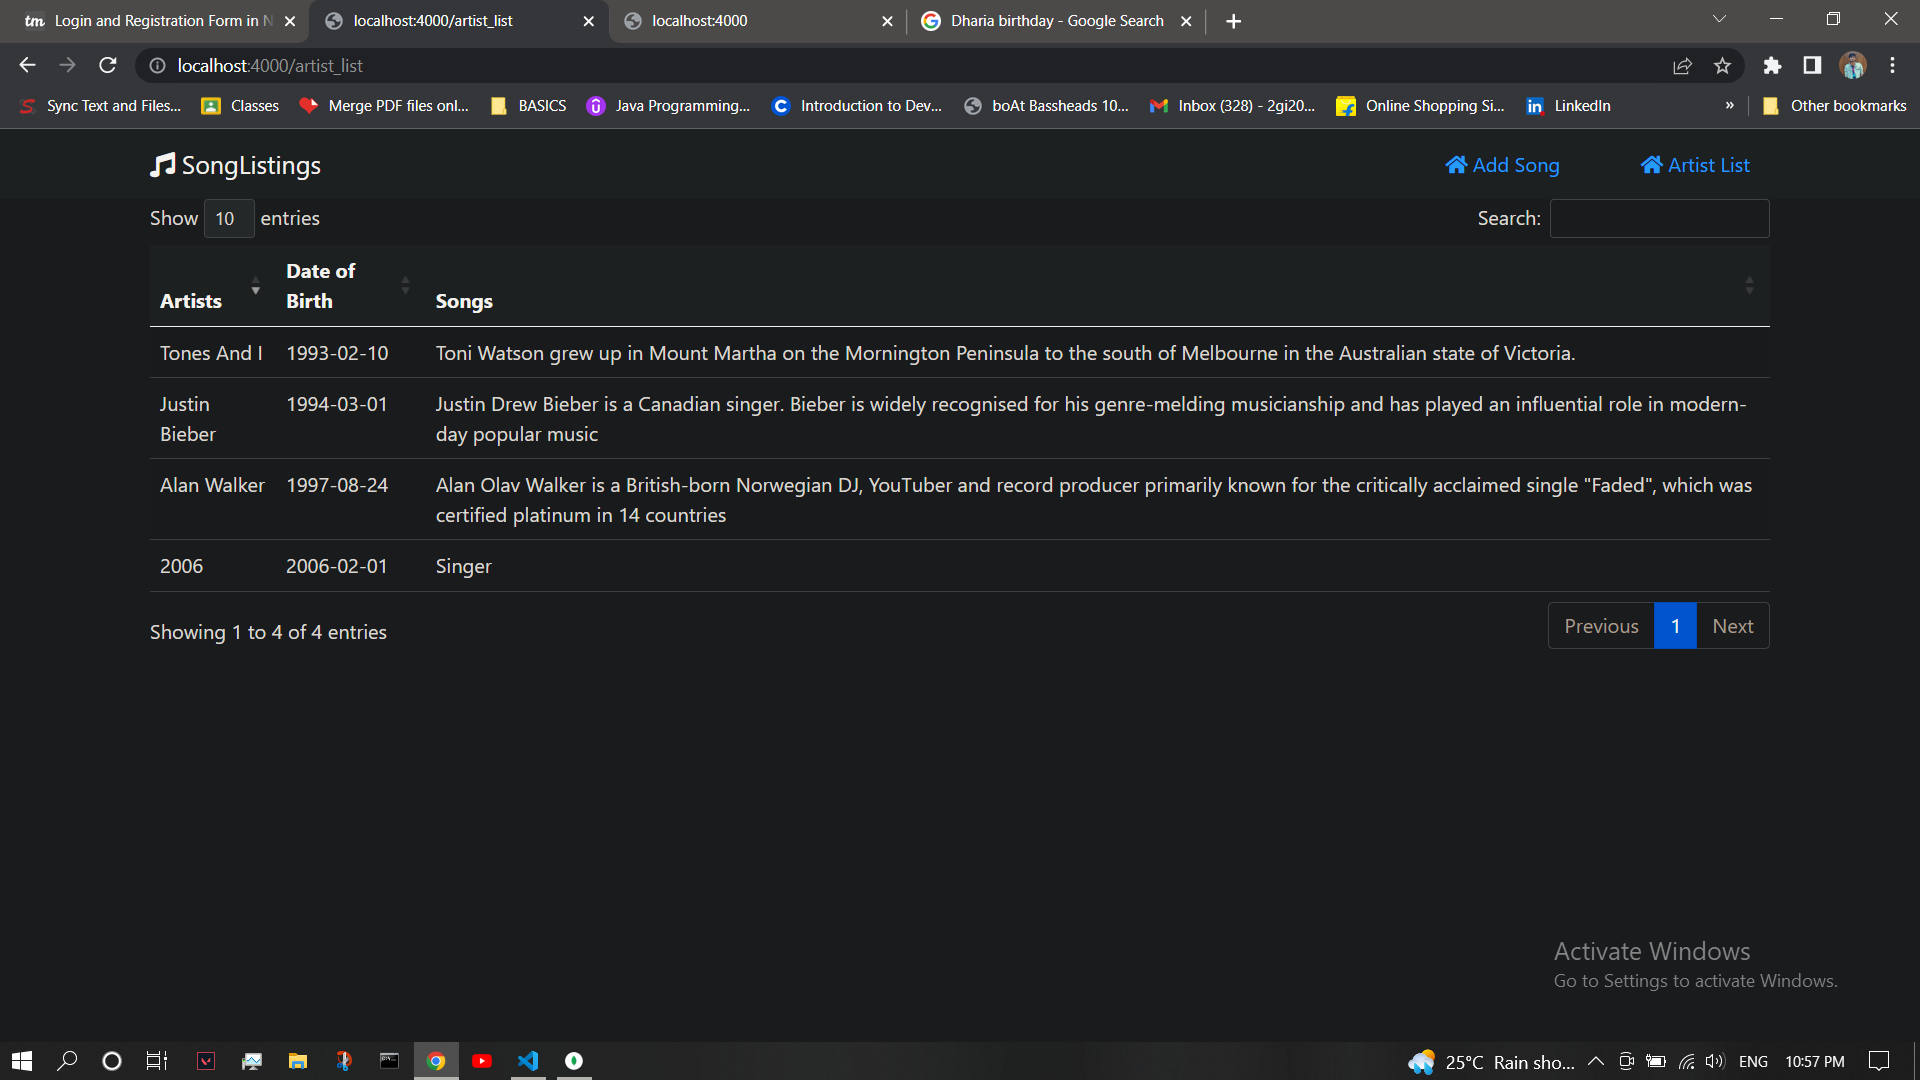 tm Login and Registration Form in N
localhost:4000/artist_list
localhost:4000
Dharia birthday - Google Search
localhost:4000/artist_list
Sync Text and Files...
Classes
Merge PDF files onl...
BASICS
Java Programming...
Introduction to Dev...
boAt Bassheads 10...
Inbox (328) - 2gi20...
Online Shopping Si...
in LinkedIn
»
Other bookmarks
SongListings
Add Song
Artist List
Show 10 entries
Search:
Artists
Date of
Birth
Songs
Tones And I 1993-02-10 Toni Watson grew up in Mount Martha on the Mornington Peninsula to the south of Melbourne in the Australian state of Victoria.
Justin
Bieber
1994-03-01
Justin Drew Bieber is a Canadian singer. Bieber is widely recognised for his genre-melding musicianship and has played an influential role in modern-
day popular music
Alan Walker 1997-08-24 Alan Olav Walker is a British-born Norwegian DJ, YouTuber and record producer primarily known for the critically acclaimed single "Faded", which was
certified platinum in 14 countries
2006 2006-02-01 Singer
Showing 1 to 4 of 4 entries
Previous 1 Next
Activate Windows
Go to Settings to activate Windows.
25°C Rain sho...
ENG
10:57 PM